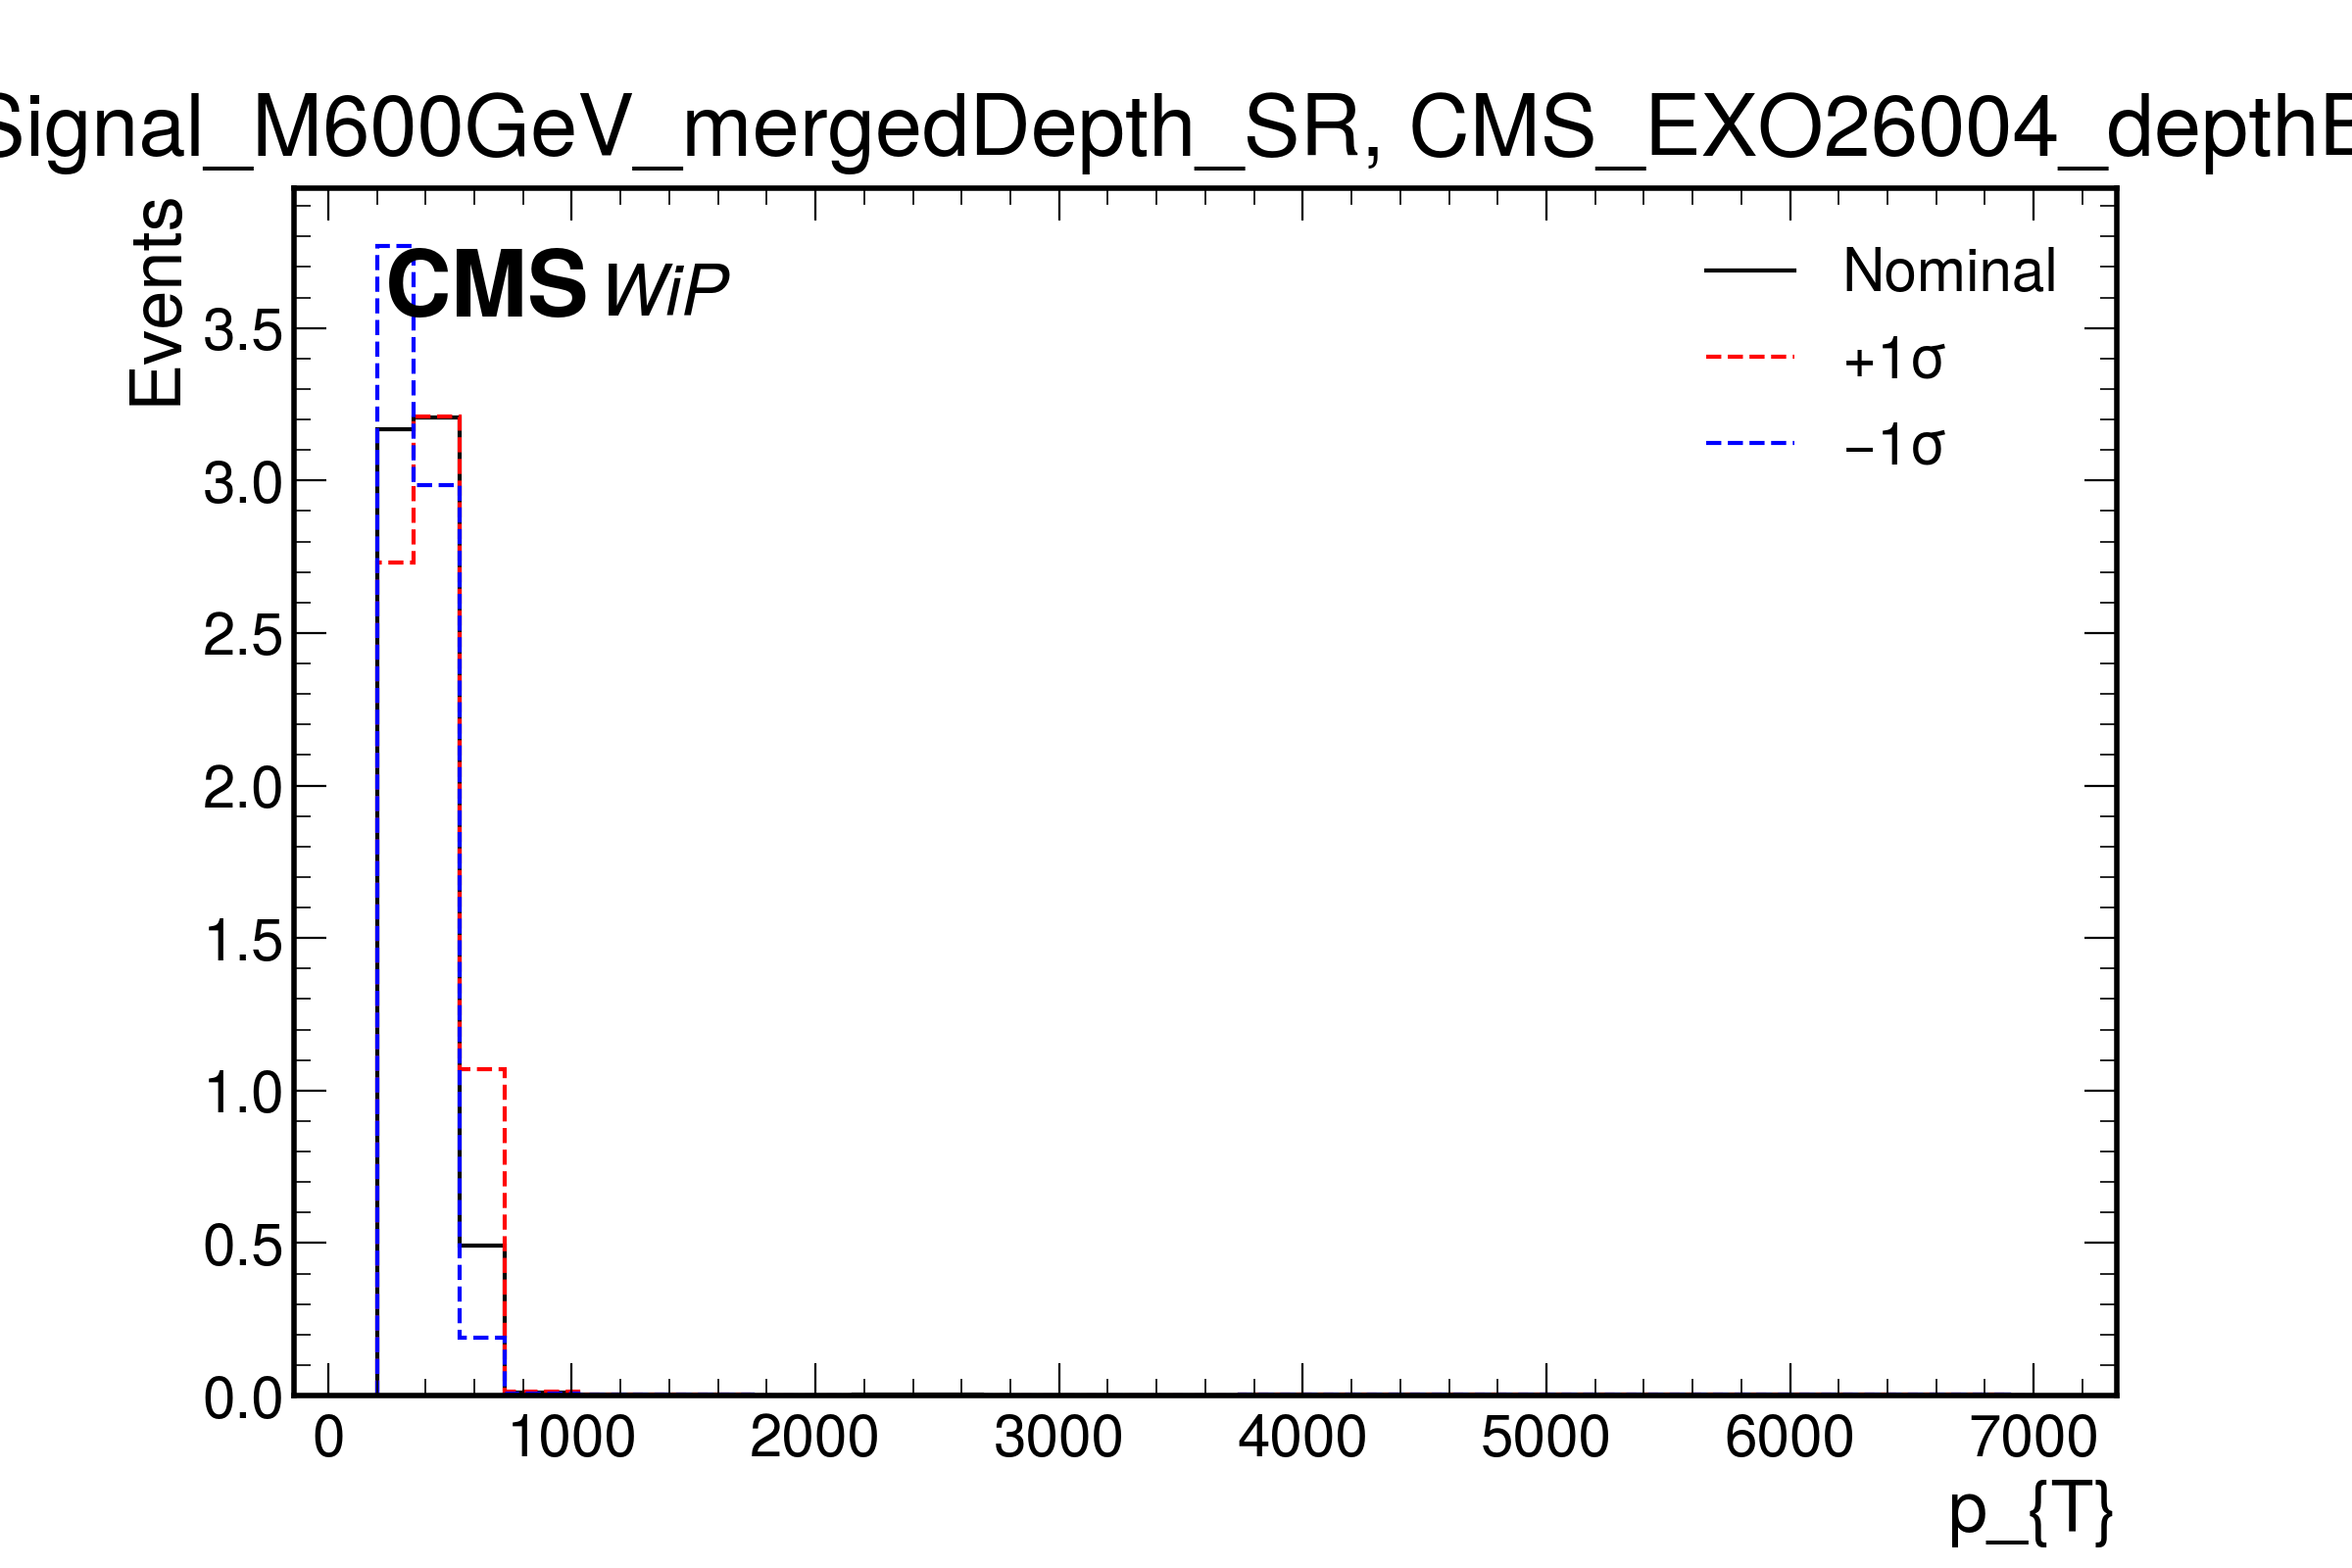 Signal_M600GeV_mergedDepth_SR, CMS_EXO26004_depthE
Events
CMS WiP
Nominal
+1σ
−1σ
3.5
3.0
2.5
2.0
1.5
1.0
0.5
0.0
0 1000 2000 3000 4000 5000 6000 7000
p_{T}